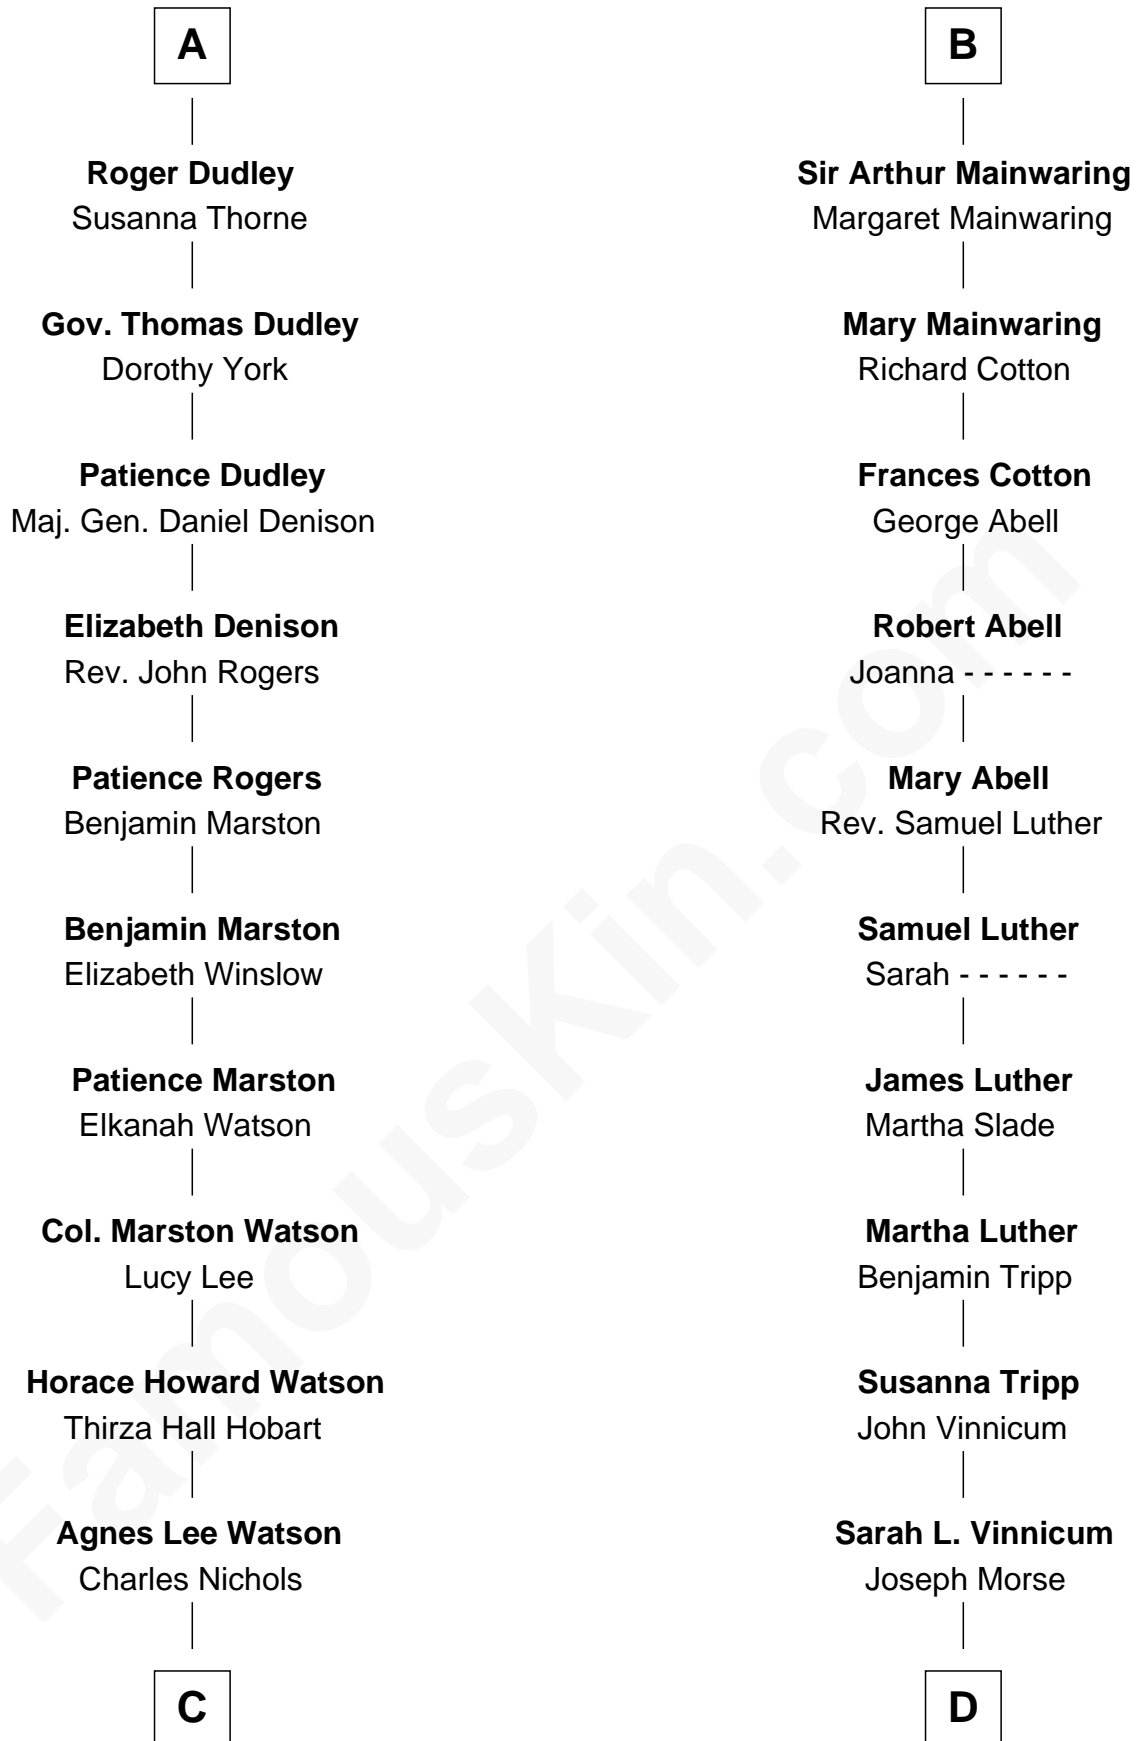 A
Roger Dudley
Susanna Thorne
Gov. Thomas Dudley
Dorothy York
Patience Dudley
Maj. Gen. Daniel Denison
Elizabeth Denison
Rev. John Rogers
Patience Rogers
Benjamin Marston
Benjamin Marston
Elizabeth Winslow
Patience Marston
Elkanah Watson
Col. Marston Watson
Lucy Lee
Horace Howard Watson
Thirza Hall Hobart
Agnes Lee Watson
Charles Nichols
C
B
Sir Arthur Mainwaring
Margaret Mainwaring
Mary Mainwaring
Richard Cotton
Frances Cotton
George Abell
Robert Abell
Joanna - - - - - -
Mary Abell
Rev. Samuel Luther
Samuel Luther
Sarah - - - - - -
James Luther
Martha Slade
Martha Luther
Benjamin Tripp
Susanna Tripp
John Vinnicum
Sarah L. Vinnicum
Joseph Morse
D
FamousKin.com